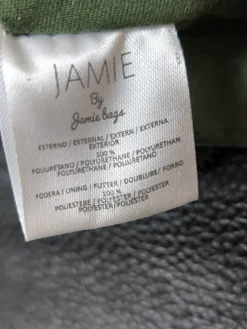 JAMIE
By
Jamie bags
ESTERNO / EXTERNAL / EXTERN / EXTERNA
EXTERIOR
100 %
POLIURETANO / POLYURETHANE / POLYURETHAN
POLYURETHANE / POLIURETANO
FODERA / LINING / FUTTER / DOUBLURE / FORRO
100 %
POLIESTERE / POLYESTER / POLYESTER
POLYESTER/POLIESTER